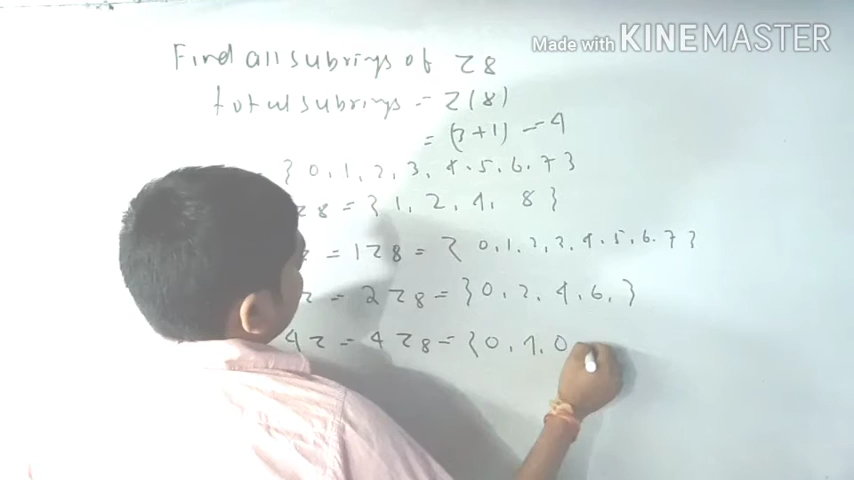 Made with KINEMASTER
Find all subrings of Z8
total subrings = Z(8)
= (3+1) = 4
{ 0, 1, 2, 3, 4, 5, 6, 7 }
Z8 = { 1, 2, 4, 8 }
= 1Z8 = { 0, 1, 2, 3, 4, 5, 6, 7 }
Z = 2Z8 = { 0, 2, 4, 6, }
4Z = 4Z8 = { 0, 4, 0